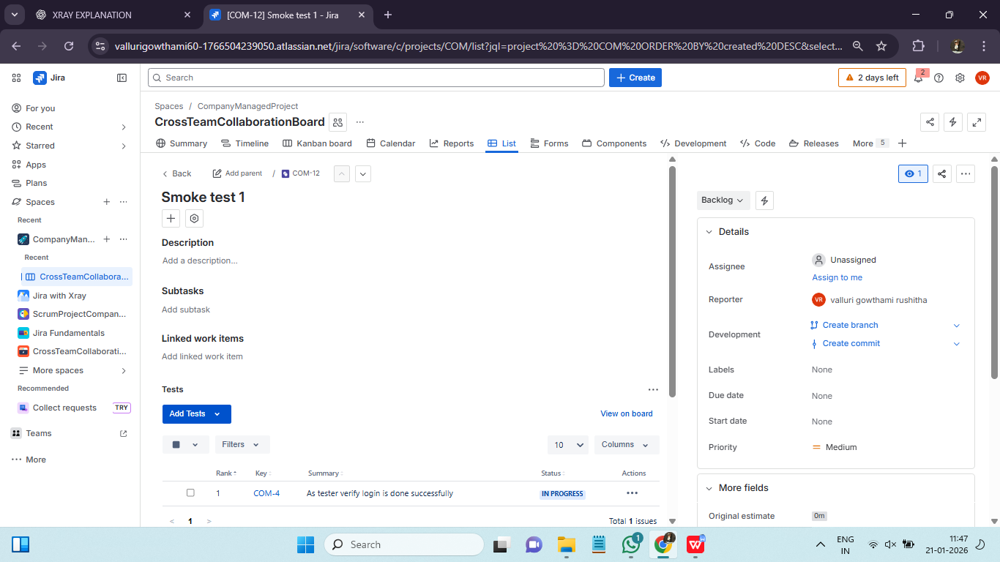 XRAY EXPLANATION
[COM-12] Smoke test 1 - Jira
vallurigowthami60-1766504239050.atlassian.net/jira/software/c/projects/COM/list?jql=project%20%3D%20COM%20ORDER%20BY%20created%20DESC&select...
Jira
Search
Create
2 days left
2
VR
For you
Recent
Starred
Apps
Plans
Spaces
Recent
CompanyMan...
Recent
CrossTeamCollabora...
Jira with Xray
ScrumProjectCompan...
Jira Fundamentals
CrossTeamCollaborati...
More spaces
Recommended
Collect requests TRY
Teams
More
Spaces / CompanyManagedProject
CrossTeamCollaborationBoard
Summary Timeline Kanban board Calendar Reports List Forms Components Development Code Releases More 5
Back Add parent / COM-12
Smoke test 1
Description
Add a description...
Subtasks
Add subtask
Linked work items
Add linked work item
Tests
Add Tests
View on board
Filters
10
Columns
Rank Key Summary Status Actions
1 COM-4 As tester verify login is done successfully IN PROGRESS
< 1 >
Total 1 issues
1
Backlog
Details
Assignee
Unassigned
Assign to me
Reporter
VR valluri gowthami rushitha
Development
Create branch
Create commit
Labels None
Due date None
Start date None
Priority Medium
More fields
Original estimate 0m
Search
1
W
ENG
IN
11:47
21-01-2026